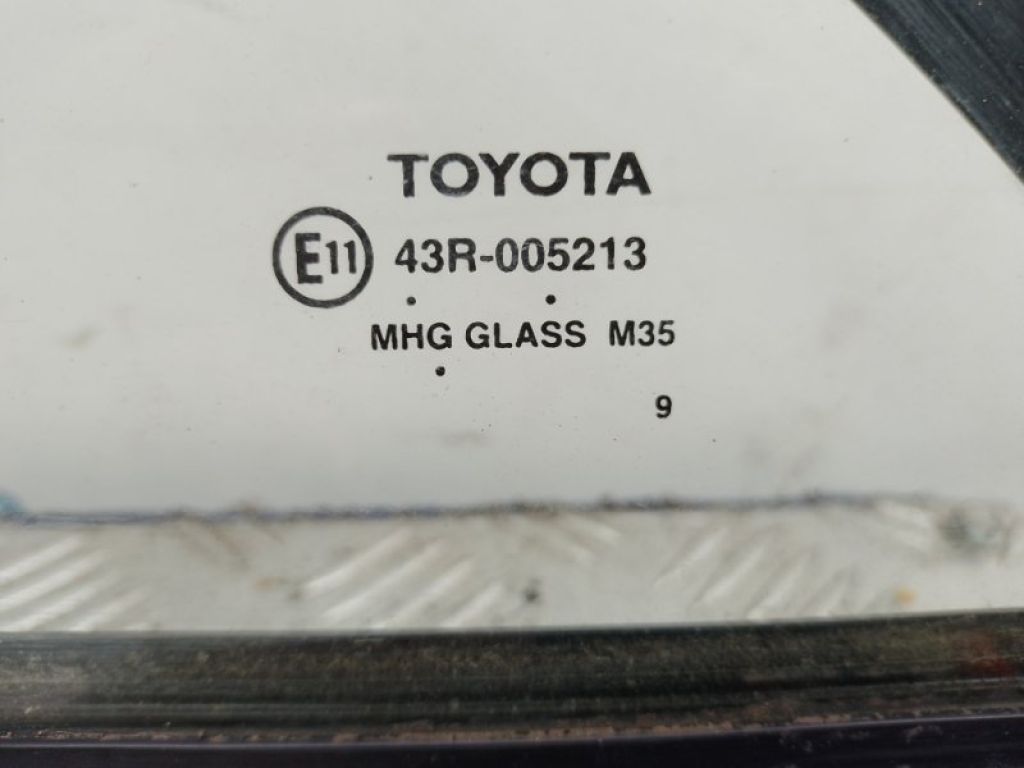 TOYOTA
E11 43R-005213
MHG GLASS M35
9